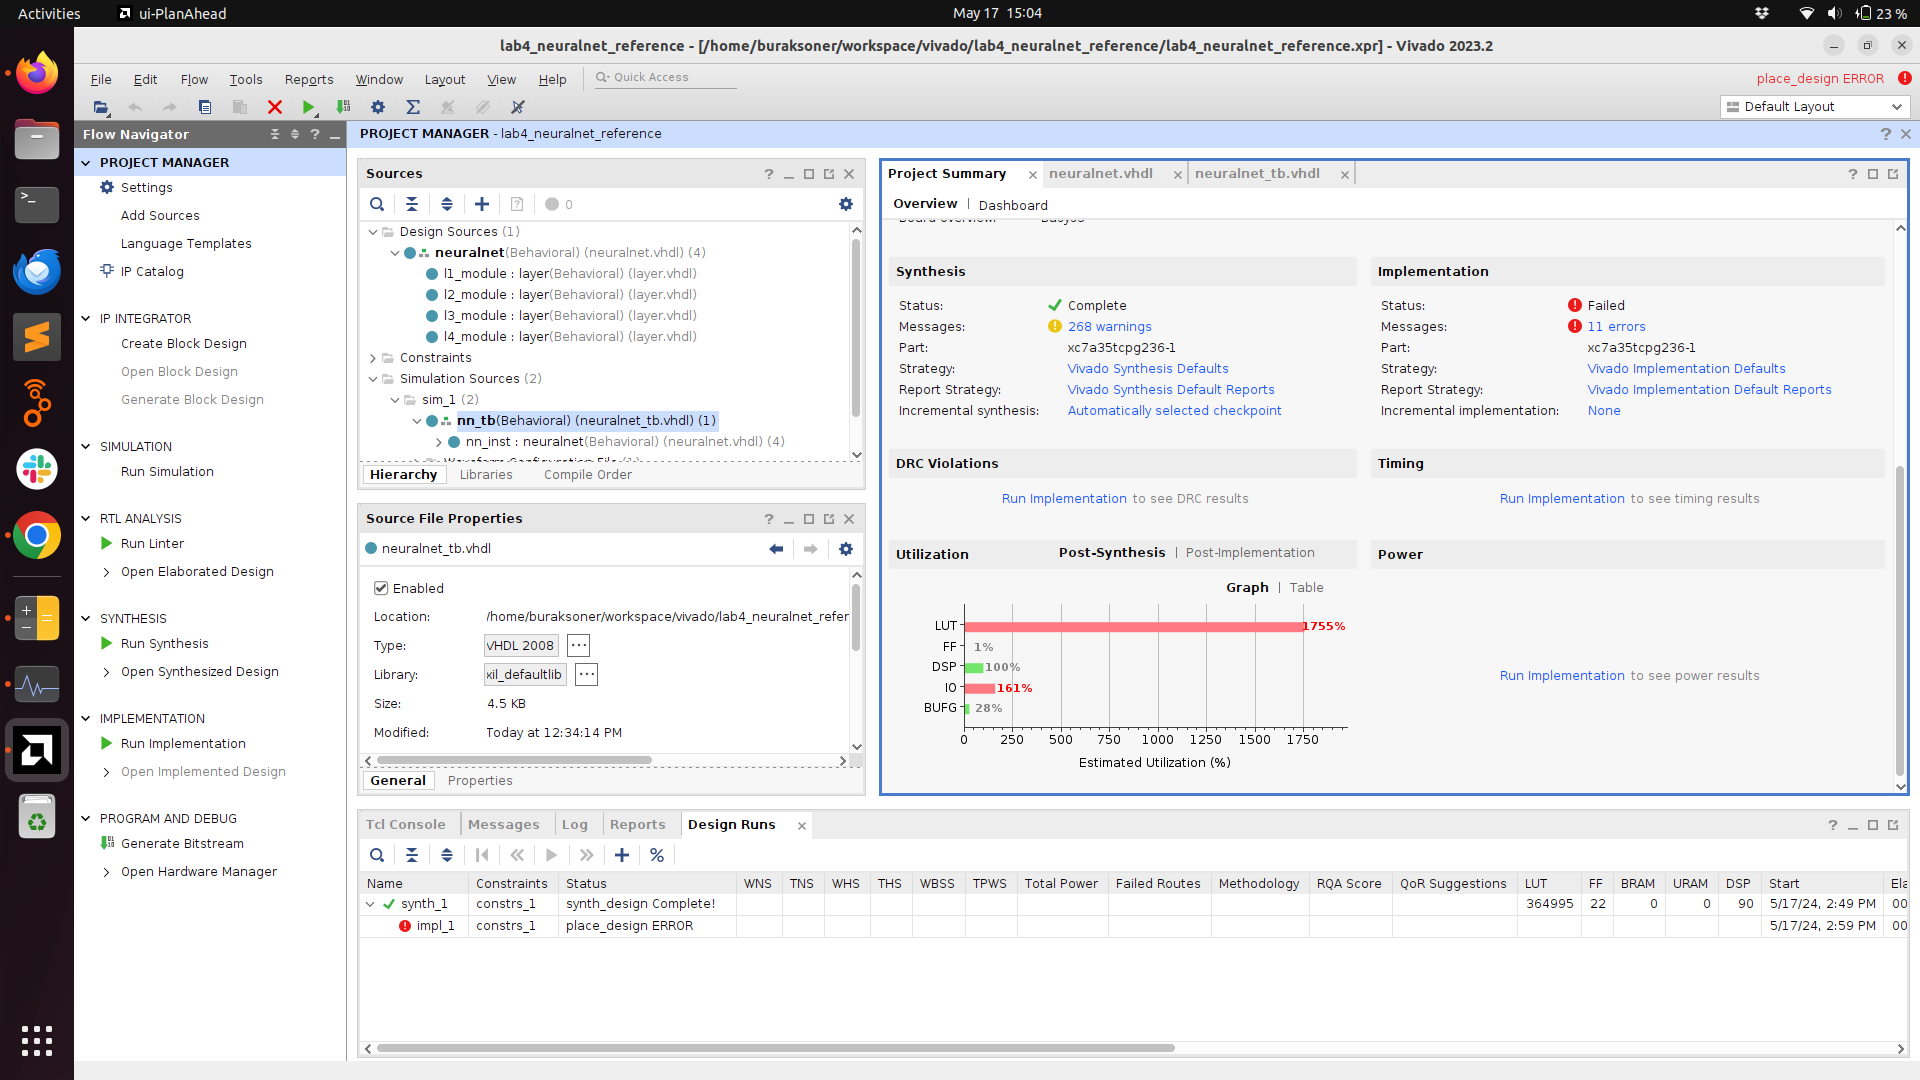 Activities
ui-PlanAhead
May 17 15:04
23 %
lab4_neuralnet_reference - [/home/buraksoner/workspace/vivado/lab4_neuralnet_reference/lab4_neuralnet_reference.xpr] - Vivado 2023.2
File Edit Flow Tools Reports Window Layout View Help
Quick Access
place_design ERROR
Default Layout
Flow Navigator
PROJECT MANAGER - lab4_neuralnet_reference
PROJECT MANAGER
Settings
Add Sources
Language Templates
IP Catalog
IP INTEGRATOR
Create Block Design
Open Block Design
Generate Block Design
SIMULATION
Run Simulation
RTL ANALYSIS
Run Linter
Open Elaborated Design
SYNTHESIS
Run Synthesis
Open Synthesized Design
IMPLEMENTATION
Run Implementation
Open Implemented Design
PROGRAM AND DEBUG
Generate Bitstream
Open Hardware Manager
Sources
0
Design Sources (1)
neuralnet(Behavioral) (neuralnet.vhdl) (4)
l1_module : layer(Behavioral) (layer.vhdl)
l2_module : layer(Behavioral) (layer.vhdl)
l3_module : layer(Behavioral) (layer.vhdl)
l4_module : layer(Behavioral) (layer.vhdl)
Constraints
Simulation Sources (2)
sim_1 (2)
nn_tb(Behavioral) (neuralnet_tb.vhdl) (1)
nn_inst : neuralnet(Behavioral) (neuralnet.vhdl) (4)
Hierarchy Libraries Compile Order
Source File Properties
neuralnet_tb.vhdl
Enabled
Location: /home/buraksoner/workspace/vivado/lab4_neuralnet_refer
Type: VHDL 2008
Library: xil_defaultlib
Size: 4.5 KB
Modified: Today at 12:34:14 PM
General Properties
Project Summary neuralnet.vhdl neuralnet_tb.vhdl
Overview | Dashboard
Synthesis
Status: Complete
Messages: 268 warnings
Part: xc7a35tcpg236-1
Strategy: Vivado Synthesis Defaults
Report Strategy: Vivado Synthesis Default Reports
Incremental synthesis: Automatically selected checkpoint
Implementation
Status: Failed
Messages: 11 errors
Part: xc7a35tcpg236-1
Strategy: Vivado Implementation Defaults
Report Strategy: Vivado Implementation Default Reports
Incremental implementation: None
DRC Violations
Run Implementation to see DRC results
Timing
Run Implementation to see timing results
Utilization
Post-Synthesis | Post-Implementation
Graph | Table
LUT 1755%
FF 1%
DSP 100%
IO 161%
BUFG 28%
0 250 500 750 1000 1250 1500 1750
Estimated Utilization (%)
Power
Run Implementation to see power results
Tcl Console Messages Log Reports Design Runs
Name Constraints Status WNS TNS WHS THS WBSS TPWS Total Power Failed Routes Methodology RQA Score QoR Suggestions LUT FF BRAM URAM DSP Start
synth_1 constrs_1 synth_design Complete! 364995 22 0 0 90 5/17/24, 2:49 PM 00
impl_1 constrs_1 place_design ERROR 5/17/24, 2:59 PM 00